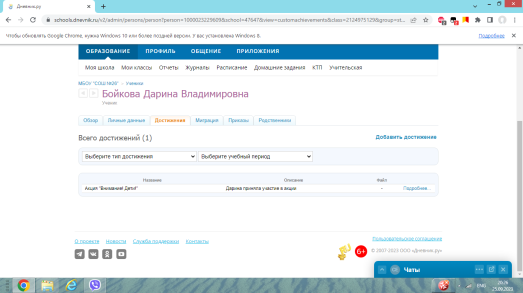 Дневник.ру
schools.dnevnik.ru/v2/admin/persons/person?person=1000023229609&school=47647&view=customachievements&class=2124975129&group=st...
Чтобы обновлять Google Chrome, нужна Windows 10 или более поздней версии. У вас установлена Windows 8.
Подробнее
ОБРАЗОВАНИЕ ПРОФИЛЬ ОБЩЕНИЕ ПРИЛОЖЕНИЯ
Моя школа Мои классы Отчеты Журналы Расписание Домашние задания КТП Учительская
МБОУ "СОШ №26" → Ученики
Бойкова Дарина Владимировна
Ученик
Обзор Личные данные Достижения Миграция Приказы Родственники
Всего достижений (1)
Добавить достижение
Выберите тип достижения
Выберите учебный период
Название Описание Файл
Акция "Внимание! Дети!" Дарина приняла участие в акции – Подробнее...
О проекте Новости Служба поддержки Контакты
Пользовательское соглашение
6+
© 2007-2023 ООО «Дневник.ру»
Чаты
ENG